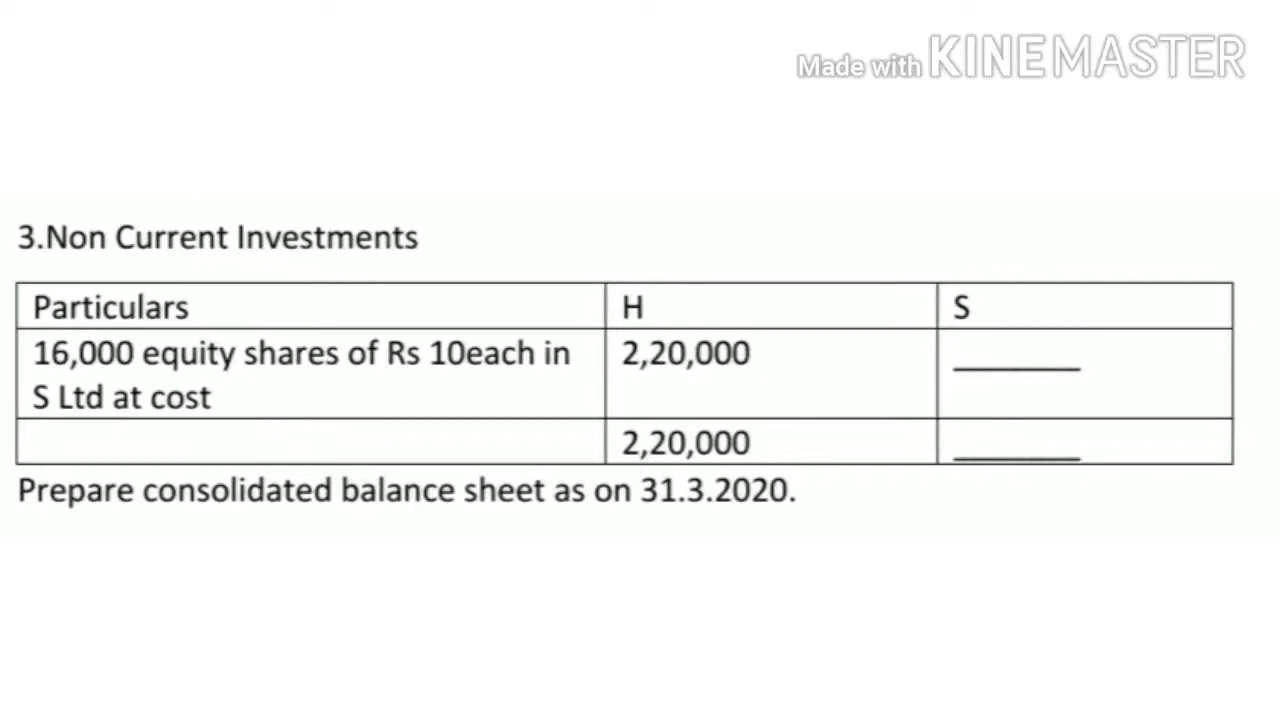 Made with KINEMASTER
3.Non Current Investments
Particulars H S
16,000 equity shares of Rs 10each in 2,20,000
S Ltd at cost
2,20,000
Prepare consolidated balance sheet as on 31.3.2020.